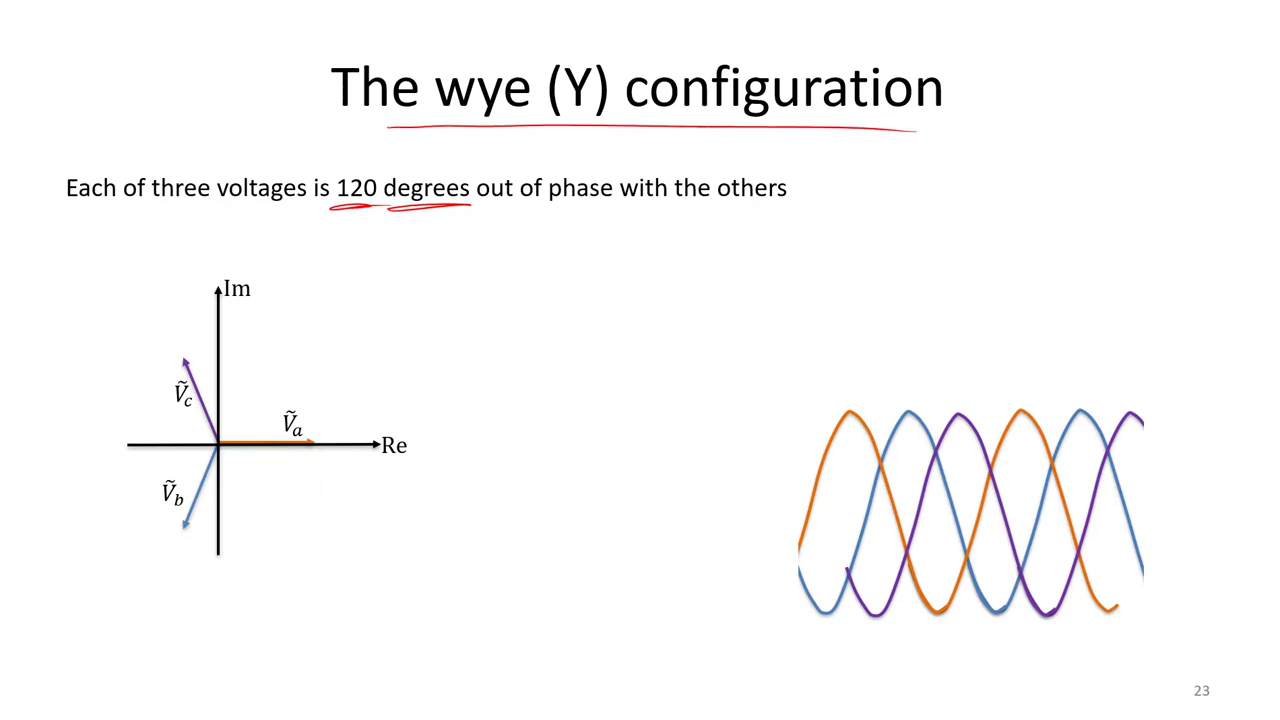 The wye (Y) configuration
Each of three voltages is 120 degrees out of phase with the others
Im
Ṽc
Ṽa
Re
Ṽb
23